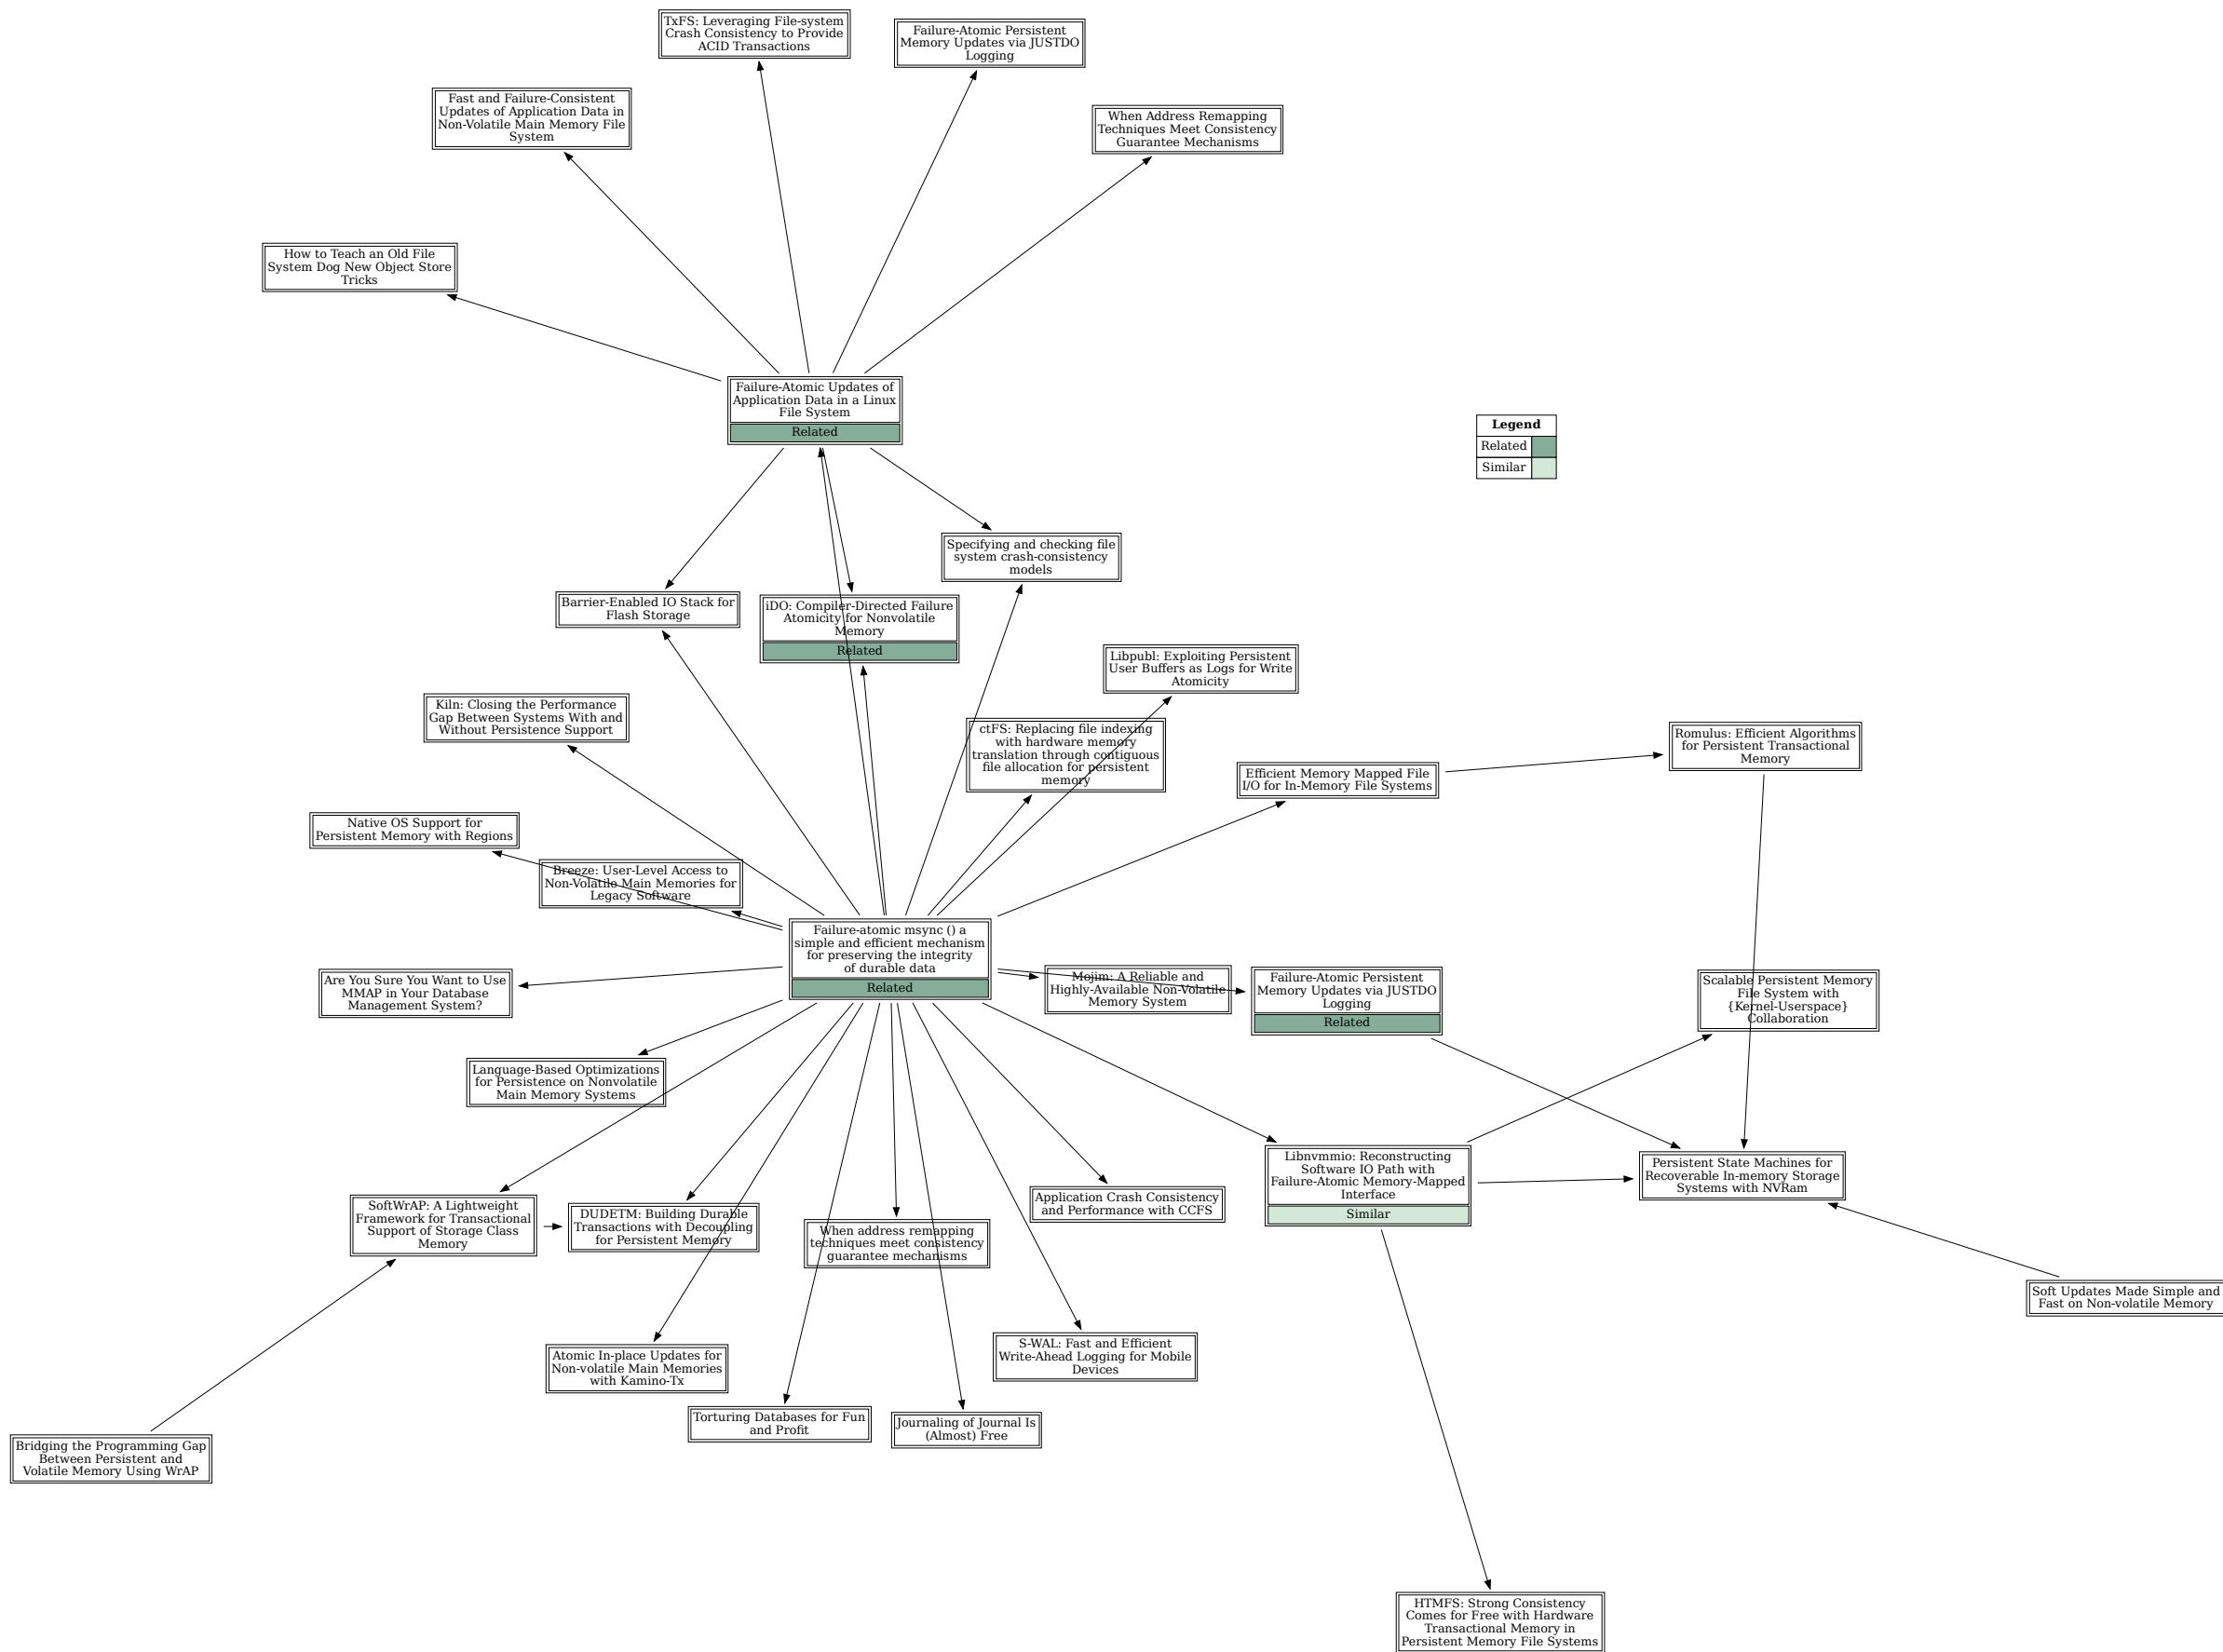 TxFS: Leveraging File-system
Crash Consistency to Provide
ACID Transactions
Failure-Atomic Persistent
Memory Updates via JUSTDO
Logging
Fast and Failure-Consistent
Updates of Application Data in
Non-Volatile Main Memory File
System
When Address Remapping
Techniques Meet Consistency
Guarantee Mechanisms
How to Teach an Old File
System Dog New Object Store
Tricks
Failure-Atomic Updates of
Application Data in a Linux
File System
Related
Legend
Related
Similar
Specifying and checking file
system crash-consistency
models
Barrier-Enabled IO Stack for
Flash Storage
iDO: Compiler-Directed Failure
Atomicity for Nonvolatile
Memory
Related
Libpubl: Exploiting Persistent
User Buffers as Logs for Write
Atomicity
Kiln: Closing the Performance
Gap Between Systems With and
Without Persistence Support
ctFS: Replacing file indexing
with hardware memory
translation through contiguous
file allocation for persistent
memory
Romulus: Efficient Algorithms
for Persistent Transactional
Memory
Efficient Memory Mapped File
I/O for In-Memory File Systems
Native OS Support for
Persistent Memory with Regions
Breeze: User-Level Access to
Non-Volatile Main Memories for
Legacy Software
Failure-atomic msync () a
simple and efficient mechanism
for preserving the integrity
of durable data
Related
Are You Sure You Want to Use
MMAP in Your Database
Management System?
Mojim: A Reliable and
Highly-Available Non-Volatile
Memory System
Failure-Atomic Persistent
Memory Updates via JUSTDO
Logging
Related
Scalable Persistent Memory
File System with
{Kernel-Userspace}
Collaboration
Language-Based Optimizations
for Persistence on Nonvolatile
Main Memory Systems
Libnvmmio: Reconstructing
Software IO Path with
Failure-Atomic Memory-Mapped
Interface
Similar
Persistent State Machines for
Recoverable In-memory Storage
Systems with NVRam
SoftWrAP: A Lightweight
Framework for Transactional
Support of Storage Class
Memory
DUDETM: Building Durable
Transactions with Decoupling
for Persistent Memory
When address remapping
techniques meet consistency
guarantee mechanisms
Application Crash Consistency
and Performance with CCFS
Soft Updates Made Simple and
Fast on Non-volatile Memory
Atomic In-place Updates for
Non-volatile Main Memories
with Kamino-Tx
S-WAL: Fast and Efficient
Write-Ahead Logging for Mobile
Devices
Torturing Databases for Fun
and Profit
Journaling of Journal Is
(Almost) Free
Bridging the Programming Gap
Between Persistent and
Volatile Memory Using WrAP
HTMFS: Strong Consistency
Comes for Free with Hardware
Transactional Memory in
Persistent Memory File Systems